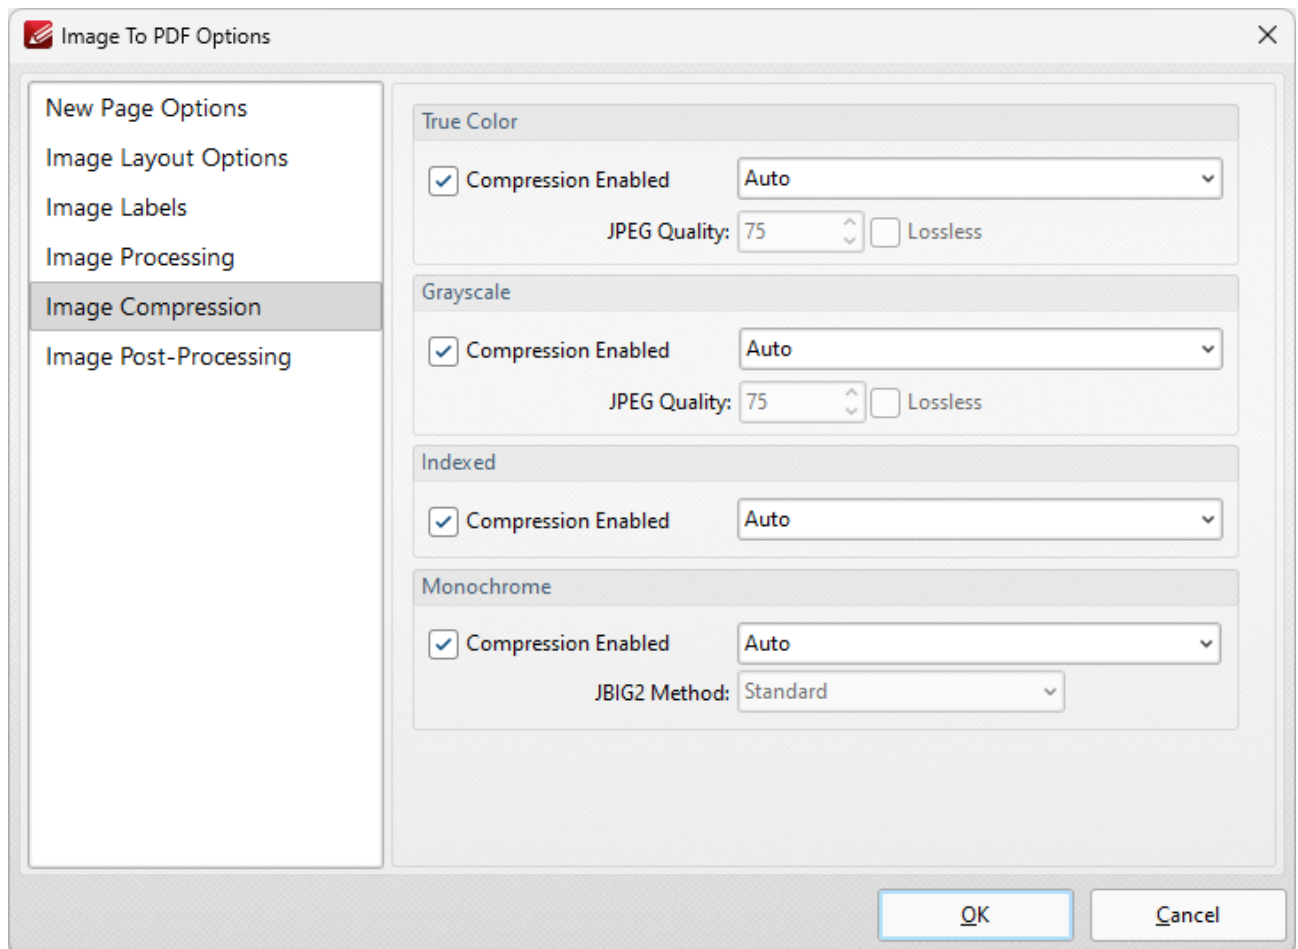 Image To PDF Options
New Page Options
Image Layout Options
Image Labels
Image Processing
Image Compression
Image Post-Processing
True Color
Compression Enabled Auto
JPEG Quality: 75 Lossless
Grayscale
Compression Enabled Auto
JPEG Quality: 75 Lossless
Indexed
Compression Enabled Auto
Monochrome
Compression Enabled Auto
JBIG2 Method: Standard
OK Cancel